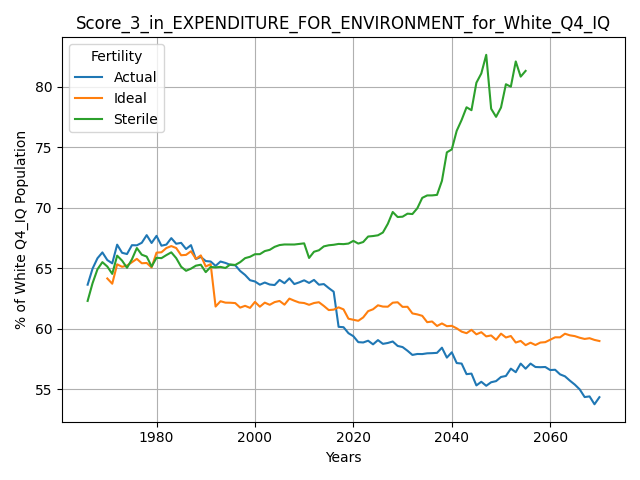 Score_3_in_EXPENDITURE_FOR_ENVIRONMENT_for_White_Q4_IQ
Fertility
Actual
Ideal
Sterile
% of White Q4_IQ Population
80
75
70
65
60
55
1980
2000
2020
2040
2060
Years